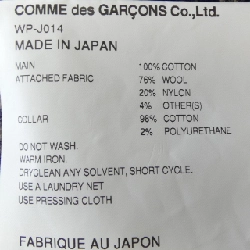 COMME des GARÇONS Co.,Ltd.
WP-J014
MADE IN JAPAN
MAIN 100% COTTON
ATTACHED FABRIC 76% WOOL
20% NYLON
4% OTHER(S)
COLLAR 98% COTTON
2% POLYURETHANE
DO NOT WASH.
WARM IRON.
DRYCLEAN ANY SOLVENT, SHORT CYCLE.
USE A LAUNDRY NET
USE PRESSING CLOTH
FABRIQUE AU JAPON